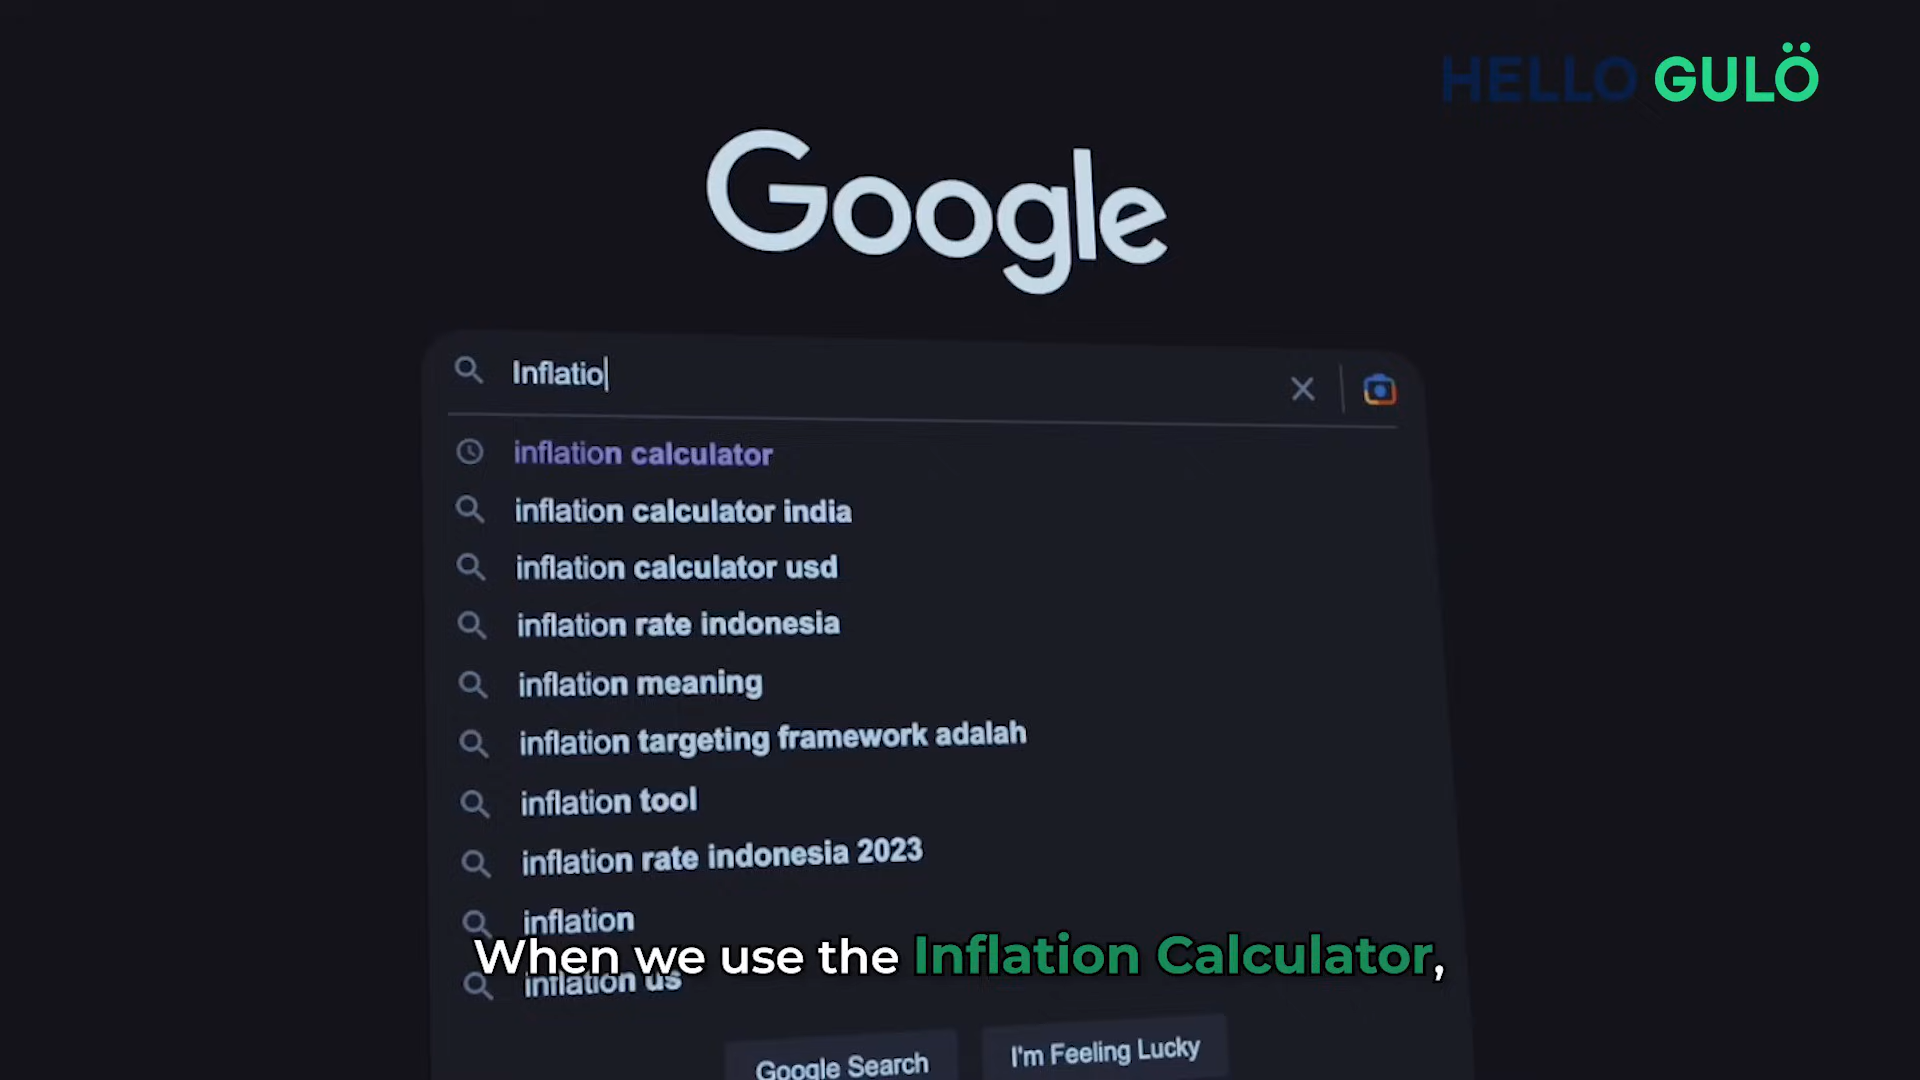 HELLO GULÖ
Google
Inflatio
inflation calculator
inflation calculator india
inflation calculator usd
inflation rate indonesia
inflation meaning
inflation targeting framework adalah
inflation tool
inflation rate indonesia 2023
inflation
When we use the Inflation Calculator,
inflation us
Google Search
I'm Feeling Lucky